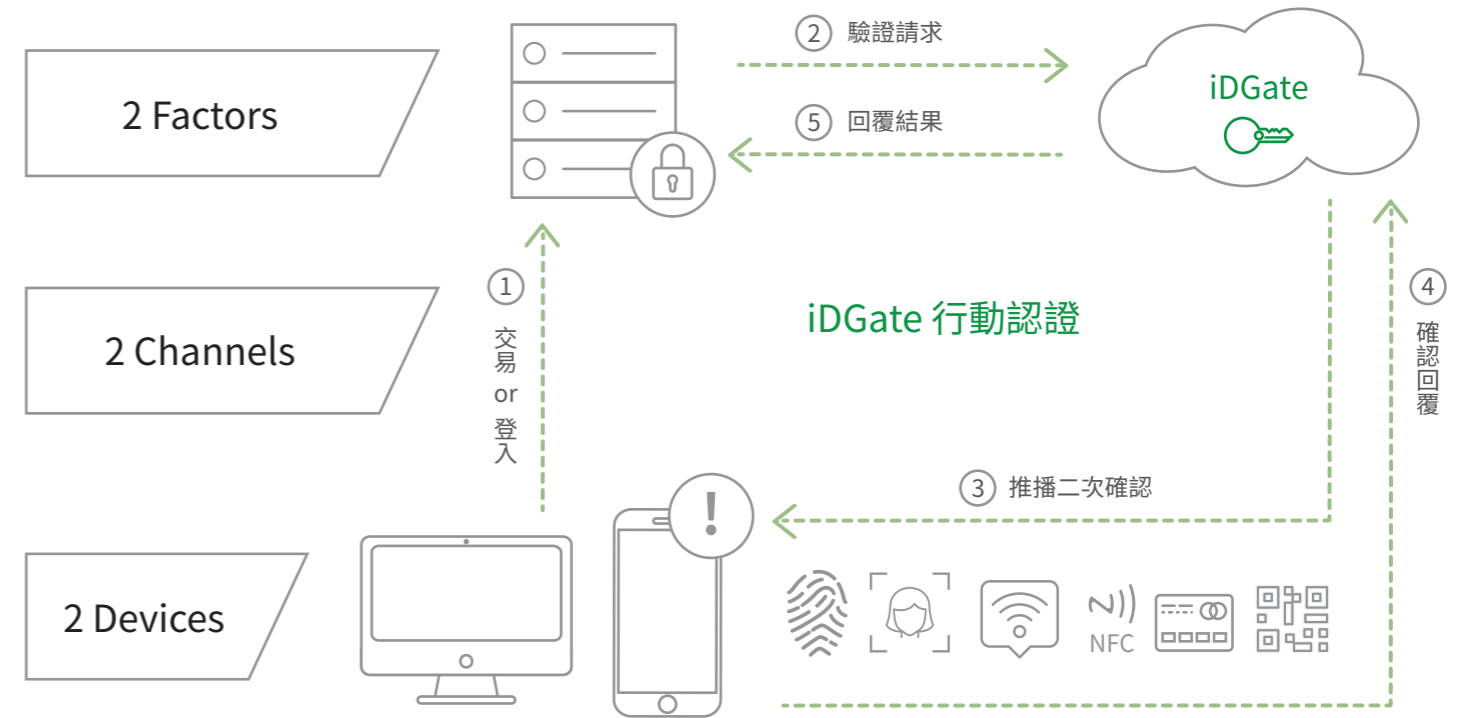 2 Factors
② 驗證請求
⑤ 回覆結果
iDGate
2 Channels
①
交易 or 登入
iDGate 行動認證
④
確認回覆
2 Devices
③ 推播二次確認
!
NFC